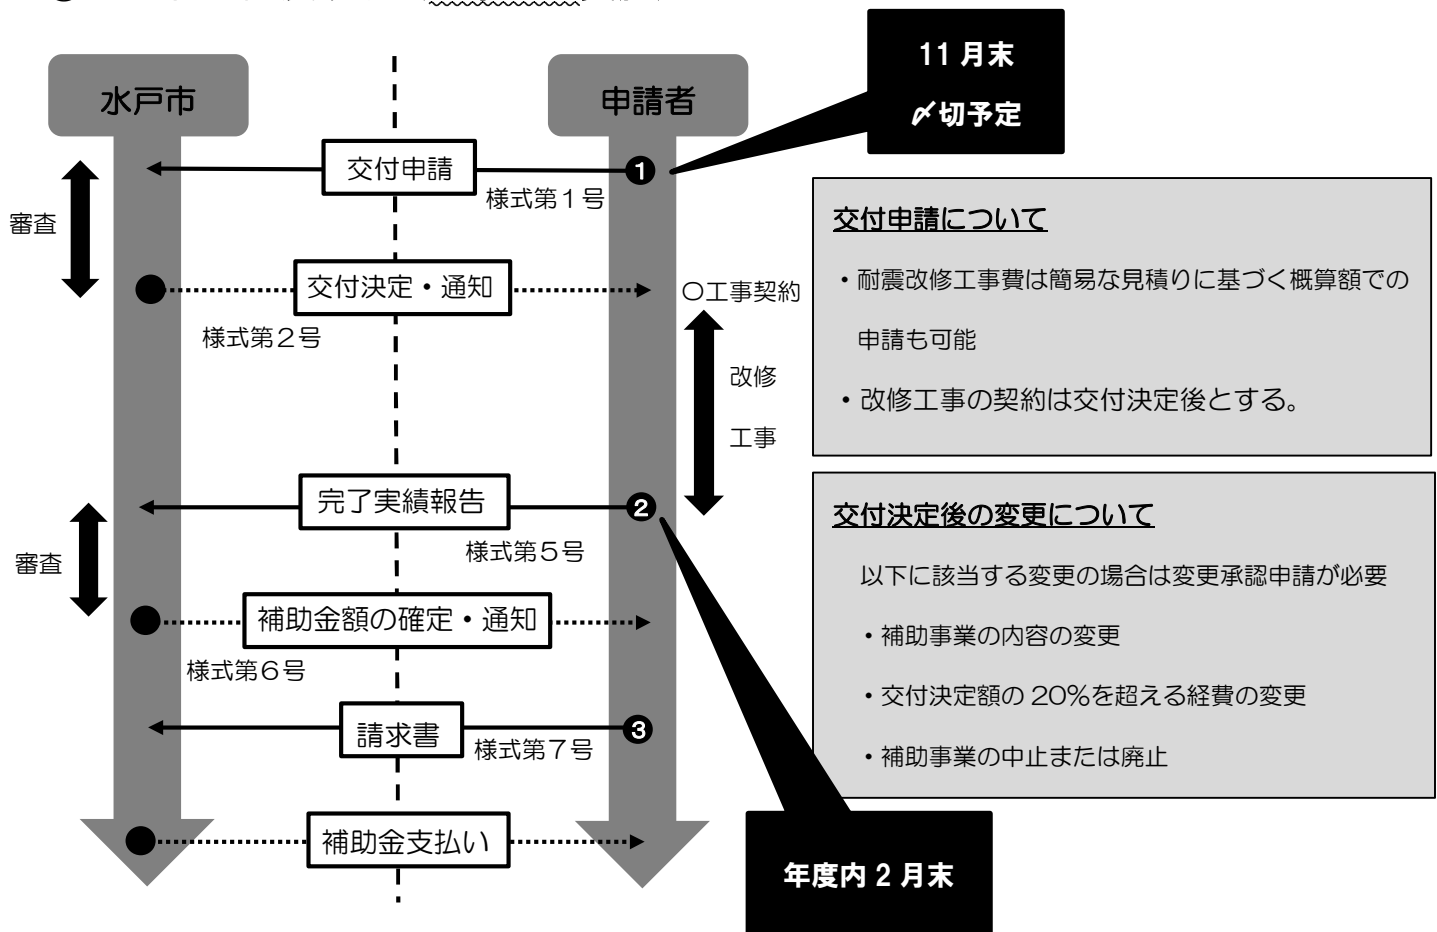 水戸市
申請者
11月末
〆切予定
交付申請
❶
様式第1号
審査
交付決定・通知
様式第2号
〇工事契約
改修
工事
完了実績報告
❷
様式第5号
審査
補助金額の確定・通知
様式第6号
請求書
❸
様式第7号
補助金支払い
年度内2月末
交付申請について
・耐震改修工事費は簡易な見積りに基づく概算額での
申請も可能
・改修工事の契約は交付決定後とする。
交付決定後の変更について
以下に該当する変更の場合は変更承認申請が必要
・補助事業の内容の変更
・交付決定額の20%を超える経費の変更
・補助事業の中止または廃止